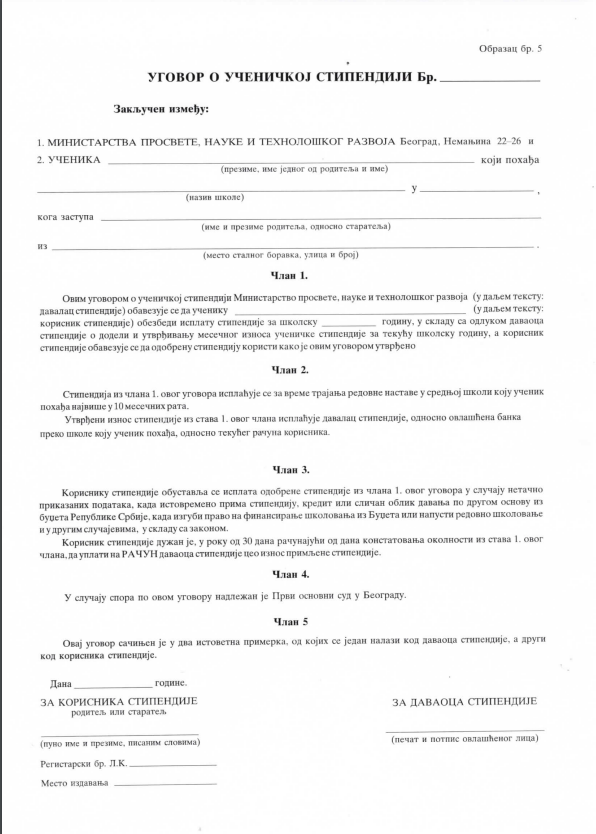 Образац бр. 5
УГОВОР О УЧЕНИЧКОЈ СТИПЕНДИЈИ Бр.
Закључен између:
1. МИНИСТАРСТВА ПРОСВЕТЕ, НАУКЕ И ТЕХНОЛОШКОГ РАЗВОЈА Београд, Немањина 22–26 и
2. УЧЕНИКА ______ који похађа
(презиме, име једног од родитеља и име)
______ у ______ ,
(назив школе)
кога заступа
(име и презиме родитеља, односно старатеља)
из ______ .
(место сталног боравка, улица и број)
Члан 1.
Овим уговором о ученичкој стипендији Министарство просвете, науке и технолошког развоја (у даљем тексту:
давалац стипендије) обавезује се да ученику ______ (у даљем тексту:
корисник стипендије) обезбеди исплату стипендије за школску ______ годину, у складу са одлуком даваоца
стипендије о додели и утврђивању месечног износа ученичке стипендије за текућу школску годину, а корисник
стипендије обавезује се да одобрену стипендију користи како је овим уговором утврђено
Члан 2.
Стипендија из члана 1. овог уговора исплаћује се за време трајања редовне наставе у средњој школи коју ученик
похађа највише у 10 месечних рата.
Утврђени износ стипендије из става 1. овог члана исплаћује давалац стипендије, односно овлашћена банка
преко школе коју ученик похађа, односно текућег рачуна корисника.
Члан 3.
Кориснику стипендије обуставља се исплата одобрене стипендије из члана 1. овог уговора у случају нетачно
приказаних података, када истовремено прима стипендију, кредит или сличан облик давања по другом основу из
буџета Републике Србије, када изгуби право на финансирање школовања из Буџета или напусти редовно школовање
и у другим случајевима, у складу са законом.
Корисник стипендије дужан је, у року од 30 дана рачунајући од дана констатовања околности из става 1. овог
члана, да уплати на РАЧУН даваоца стипендије цео износ примљене стипендије.
Члан 4.
У случају спора по овом уговору надлежан је Први основни суд у Београду.
Члан 5
Овај уговор сачињен је у два истоветна примерка, од којих се један налази код даваоца стипендије, а други
код корисника стипендије.
Дана ______ године.
ЗА КОРИСНИКА СТИПЕНДИЈЕ ЗА ДАВАОЦА СТИПЕНДИЈЕ
родитељ или старатељ
(пуно име и презиме, писаним словима) (печат и потпис овлашћеног лица)
Регистарски бр. Л.К.
Место издавања